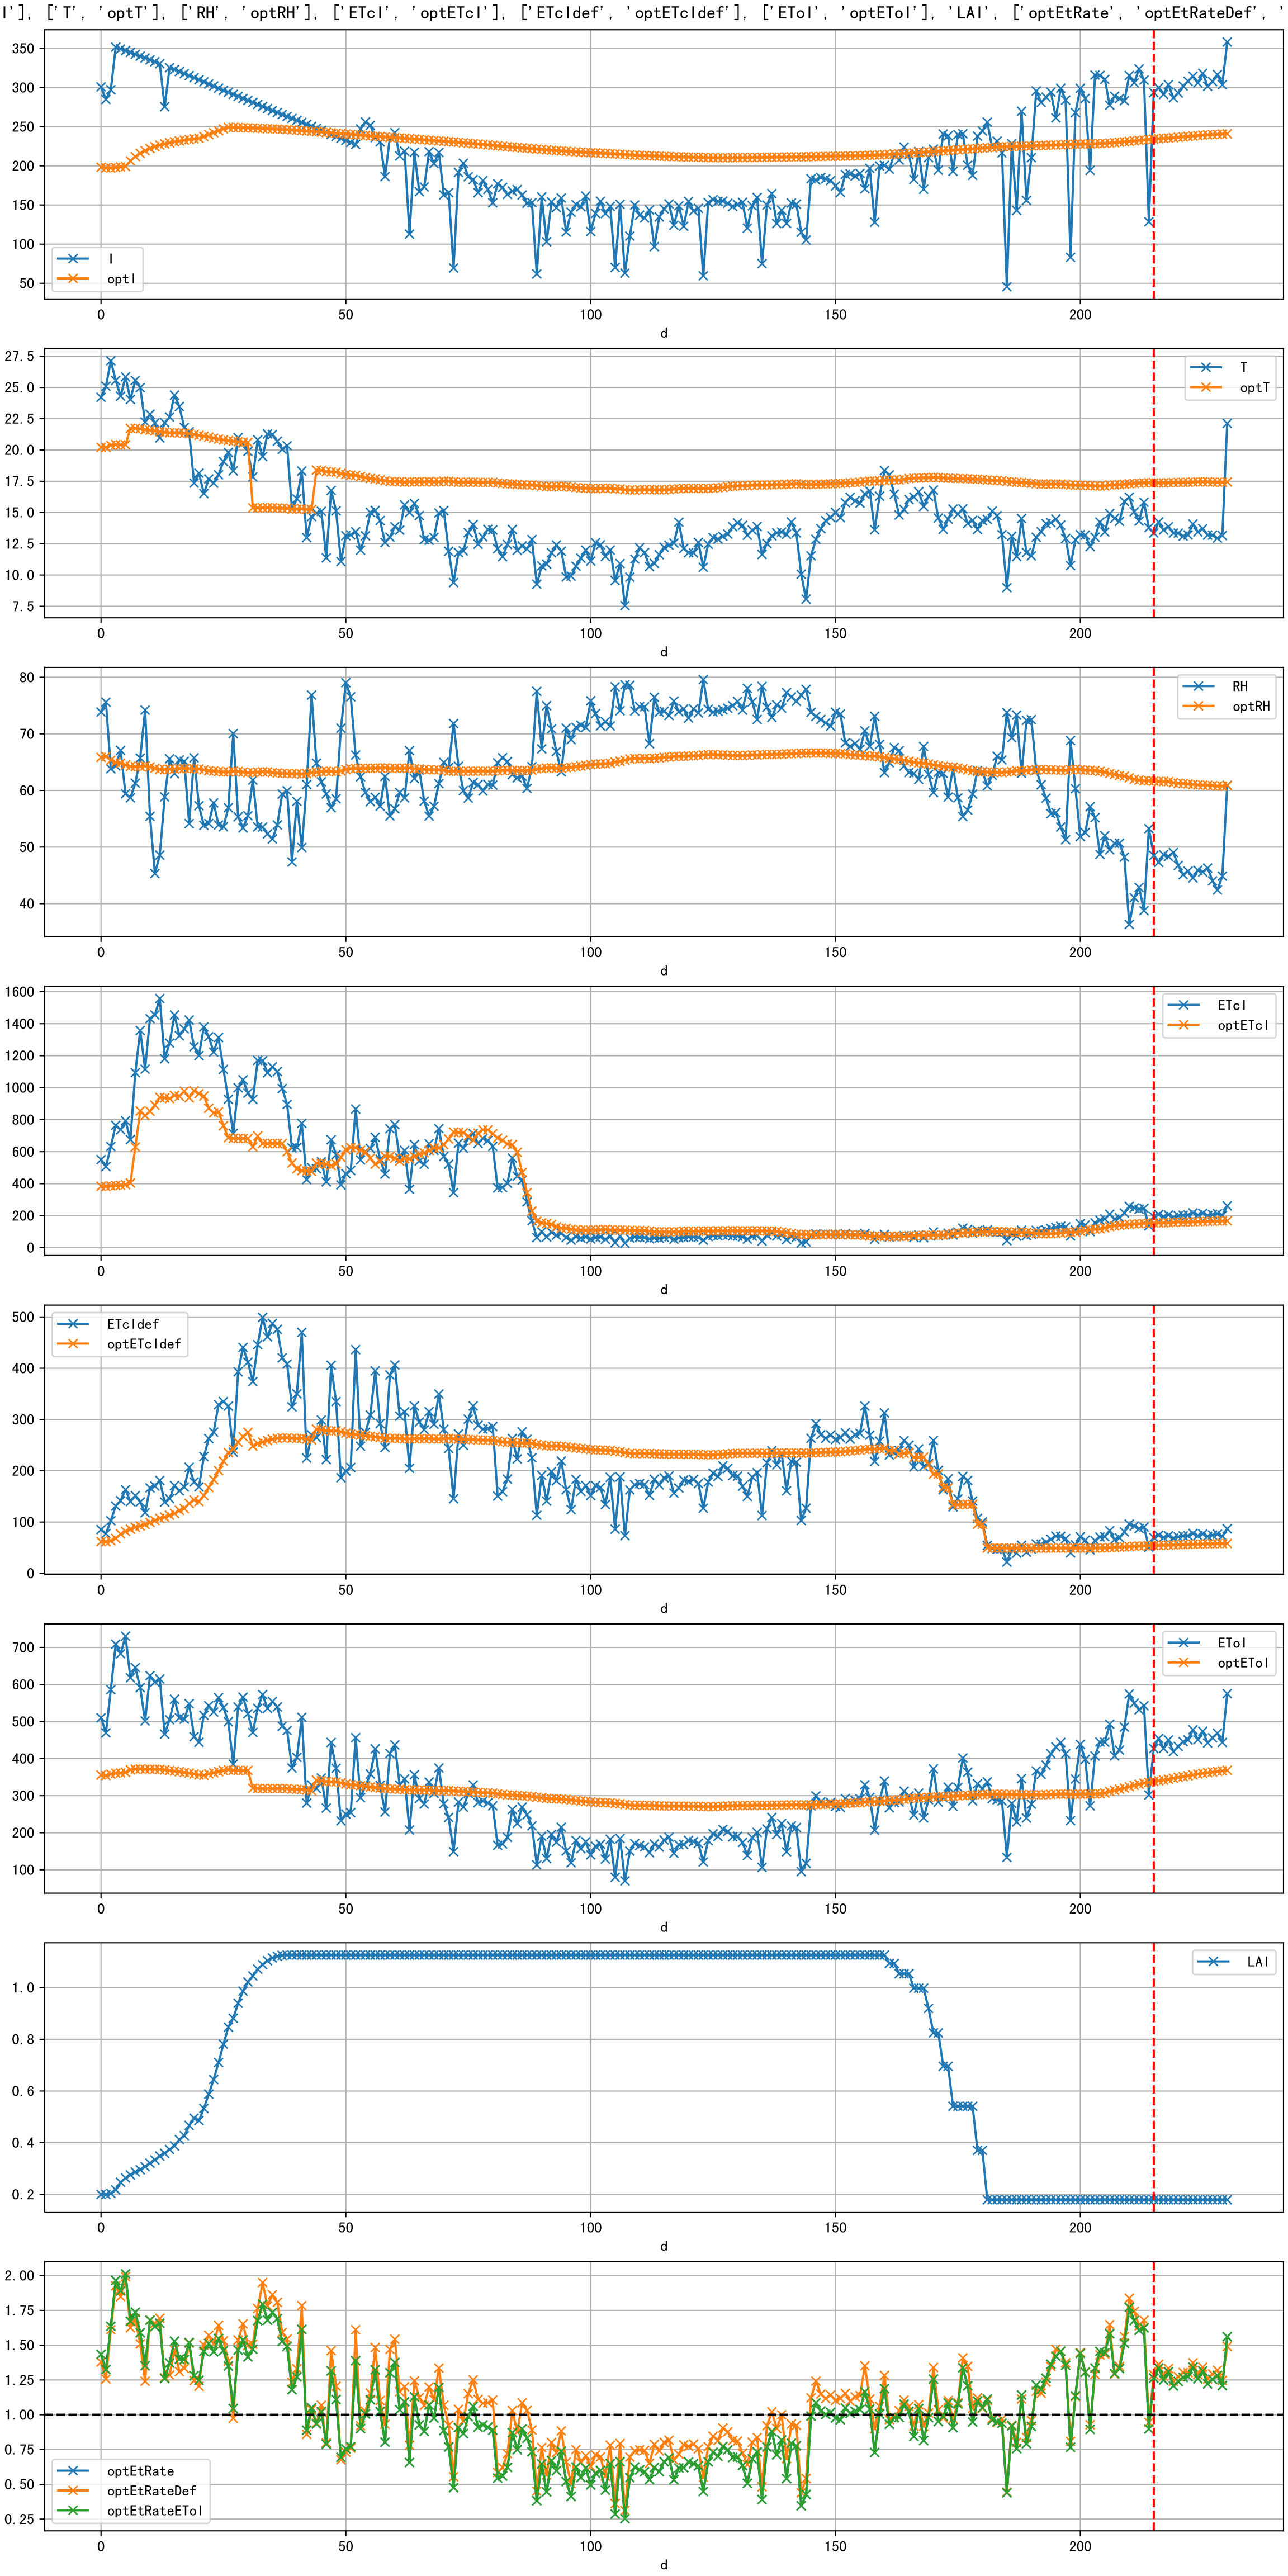 I'], ['T', 'optT'], ['RH', 'optRH'], ['ETcI', 'optETcI'], ['ETcIdef', 'optETcIdef'], ['EToI', 'optEToI'], 'LAI', ['optEtRate', 'optEtRateDef', '
350
300
250
200
150
100
50
I
optI
0 50 100 150 200
d
27.5
25.0
22.5
20.0
17.5
15.0
12.5
10.0
7.5
T
optT
0 50 100 150 200
d
80
70
60
50
40
RH
optRH
0 50 100 150 200
d
1600
1400
1200
1000
800
600
400
200
0
ETcI
optETcI
0 50 100 150 200
d
500
400
300
200
100
0
ETcIdef
optETcIdef
0 50 100 150 200
d
700
600
500
400
300
200
100
EToI
optEToI
0 50 100 150 200
d
1.0
0.8
0.6
0.4
0.2
LAI
0 50 100 150 200
d
2.00
1.75
1.50
1.25
1.00
0.75
0.50
0.25
optEtRate
optEtRateDef
optEtRateEToI
0 50 100 150 200
d